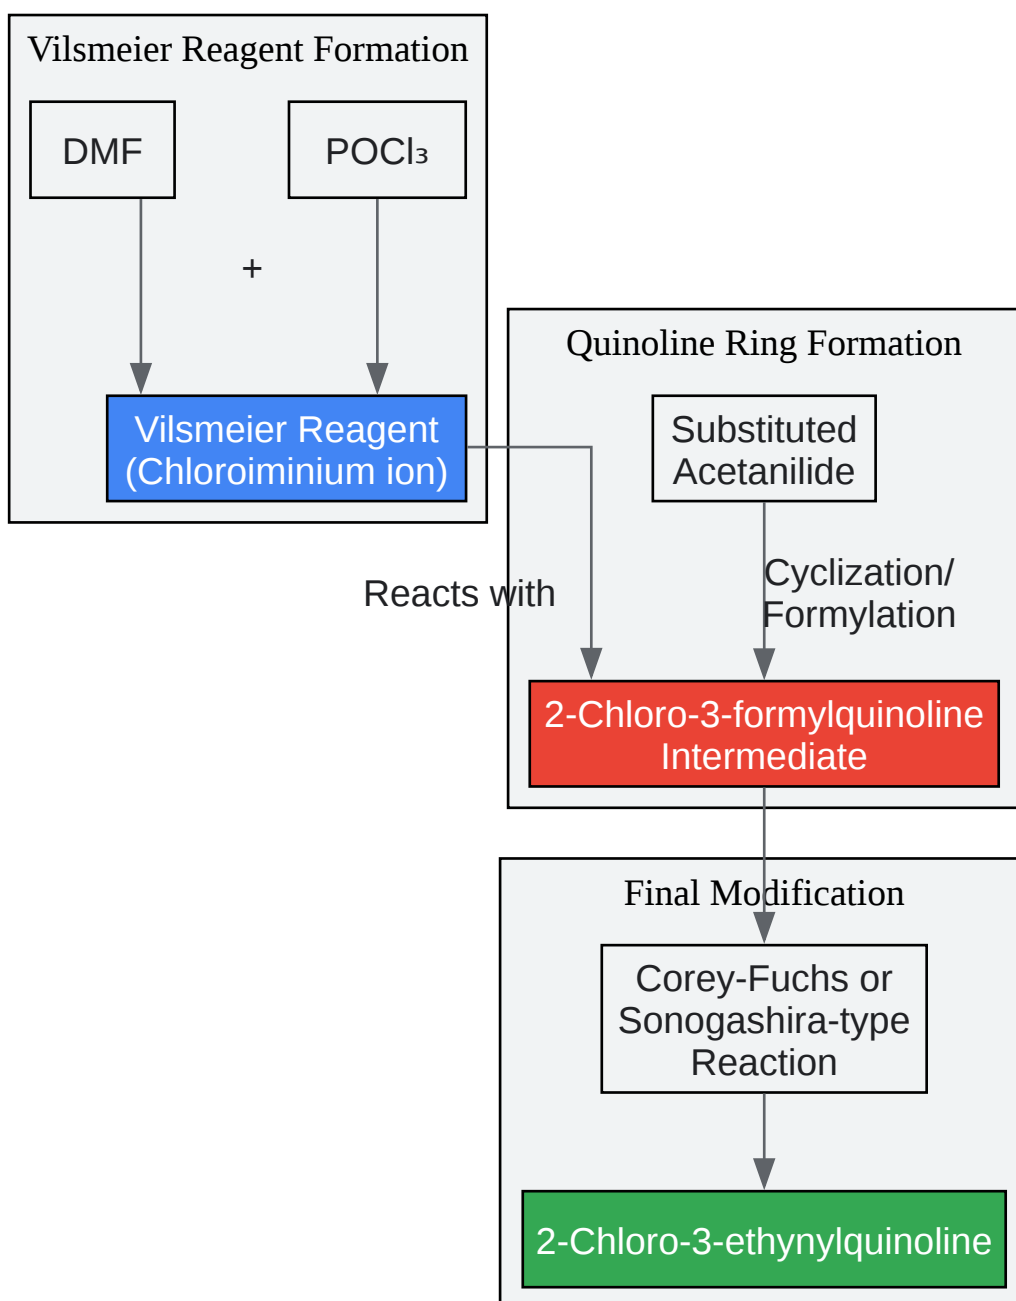 Vilsmeier Reagent Formation
DMF
POCl₃
+
Vilsmeier Reagent
(Chloroiminium ion)
Quinoline Ring Formation
Substituted
Acetanilide
Reacts with
Cyclization/
Formylation
2-Chloro-3-formylquinoline
Intermediate
Final Modification
Corey-Fuchs or
Sonogashira-type
Reaction
2-Chloro-3-ethynylquinoline